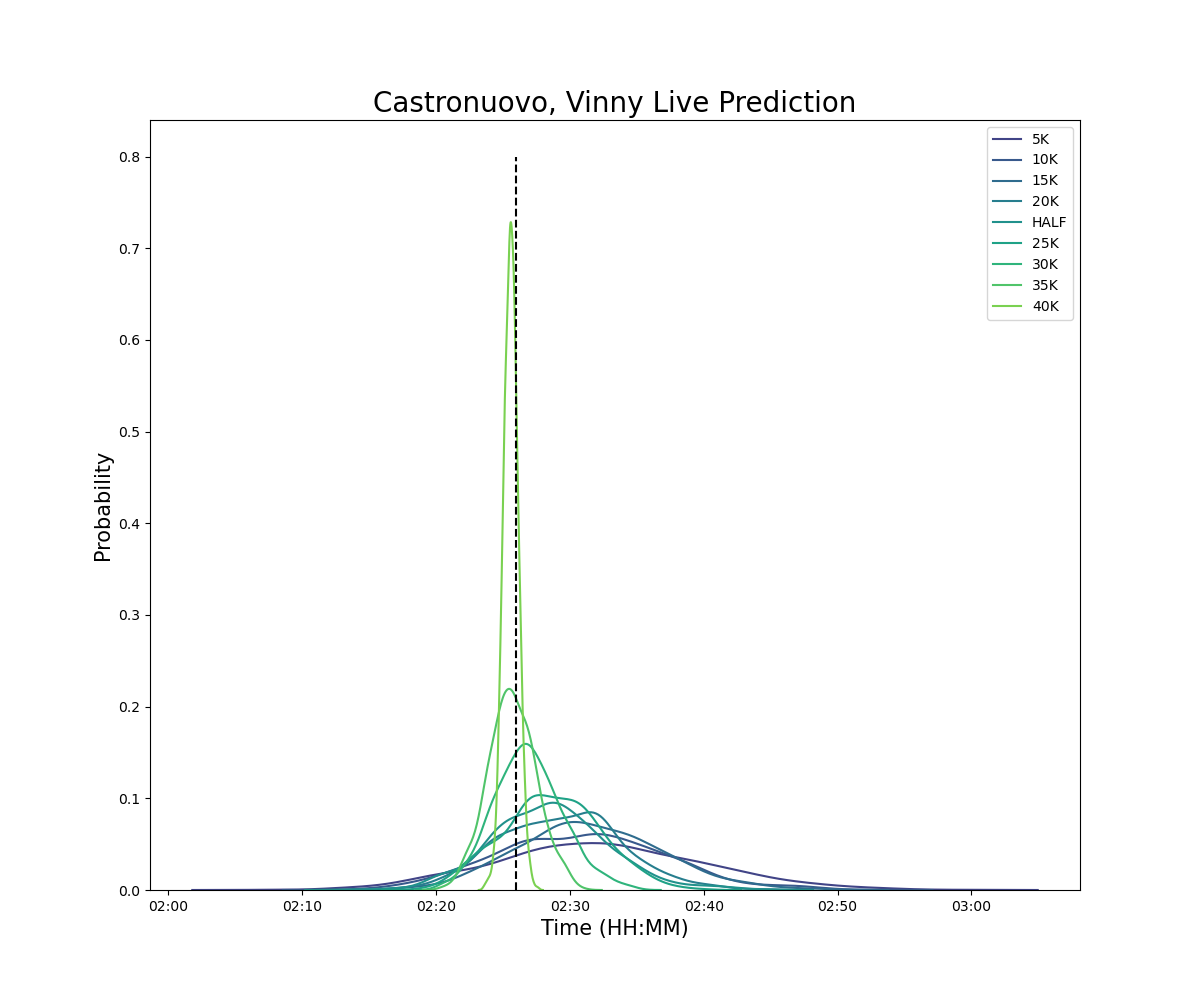 Castronuovo, Vinny Live Prediction
0.8
0.7
0.6
0.5
0.4
0.3
0.2
0.1
0.0
Probability
02:00 02:10 02:20 02:30 02:40 02:50 03:00
Time (HH:MM)
5K
10K
15K
20K
HALF
25K
30K
35K
40K